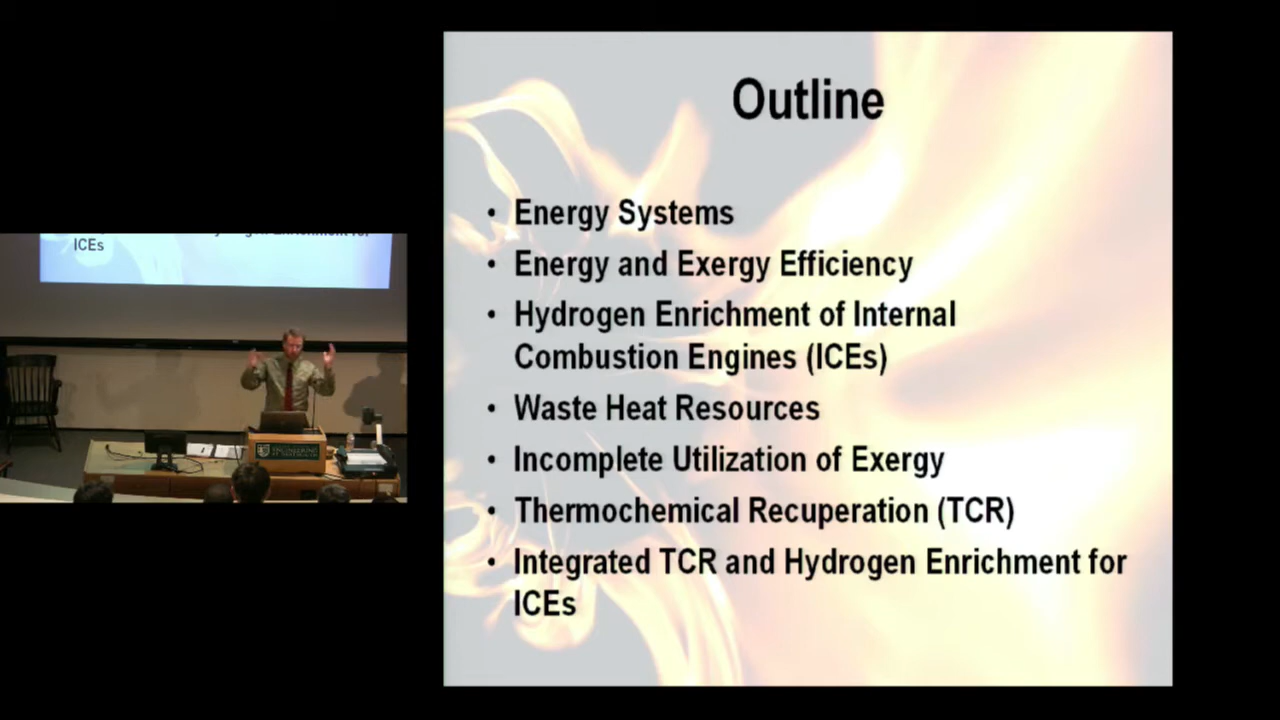 Outline
• Energy Systems
• Energy and Exergy Efficiency
• Hydrogen Enrichment of Internal
Combustion Engines (ICEs)
• Waste Heat Resources
• Incomplete Utilization of Exergy
• Thermochemical Recuperation (TCR)
• Integrated TCR and Hydrogen Enrichment for
ICEs
ICEs